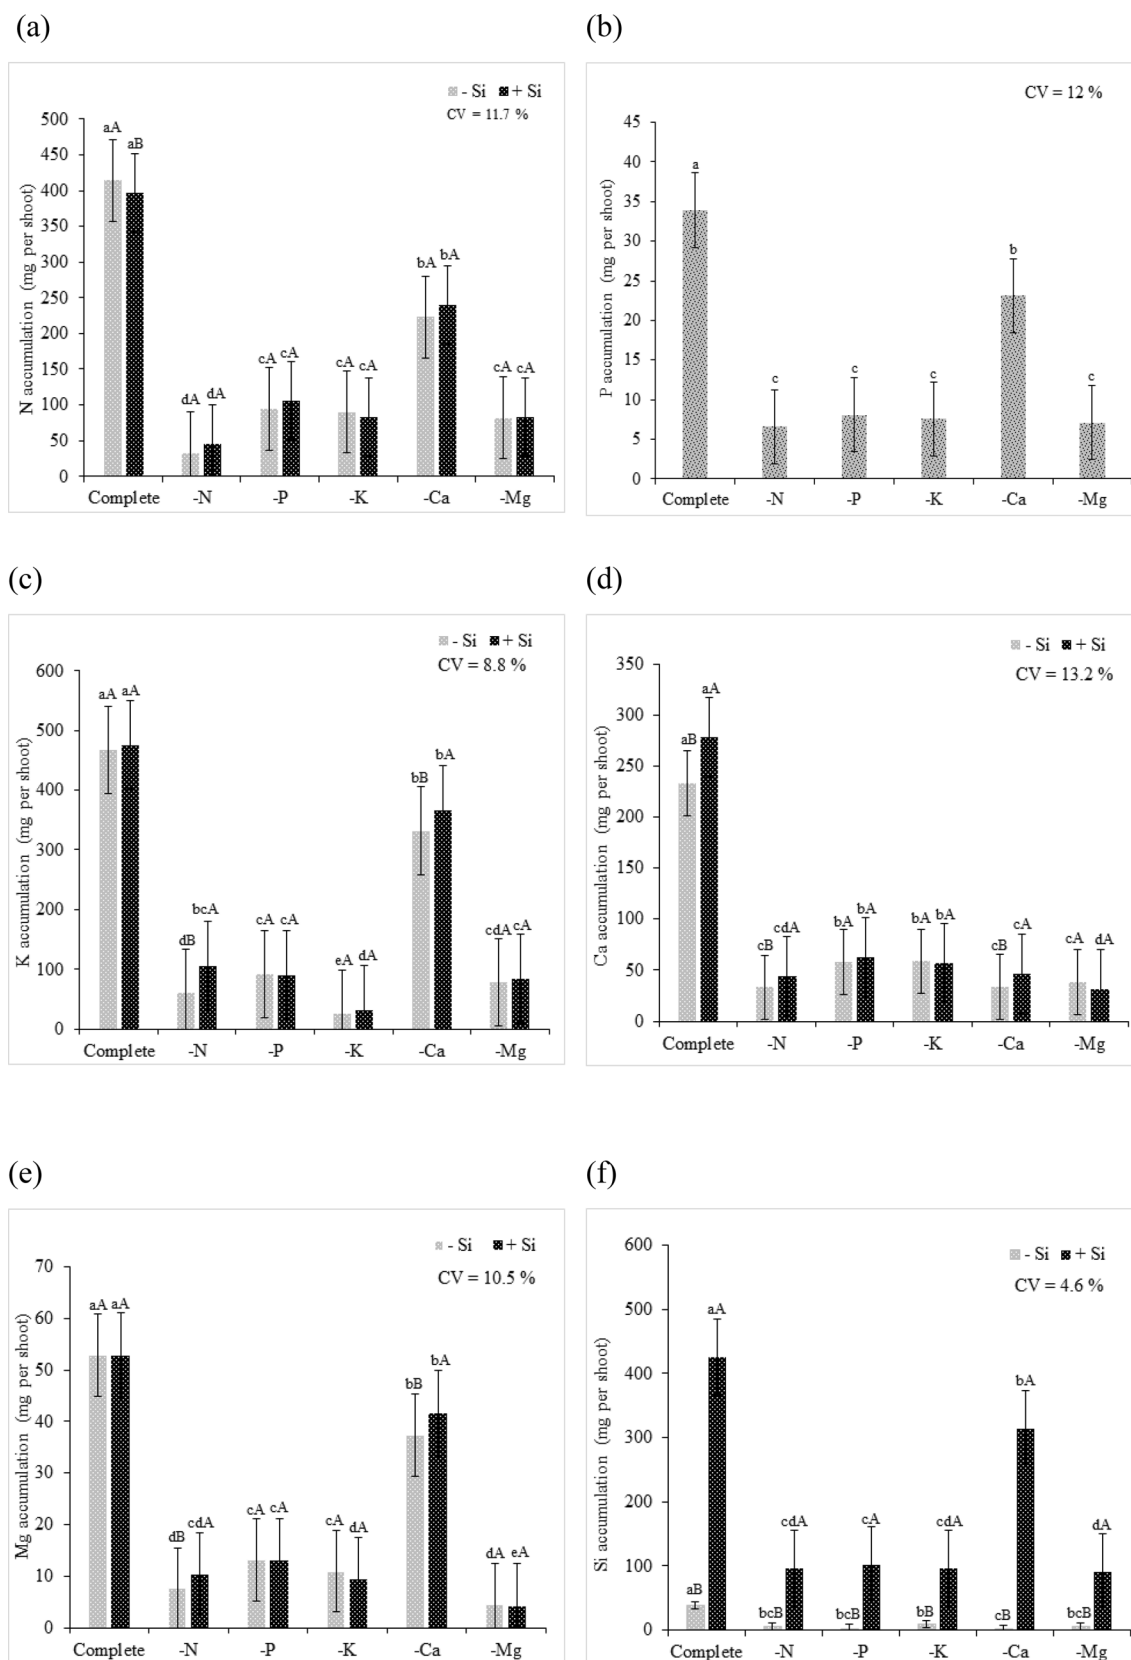 (a)
(b)
- Si + Si
CV = 11.7 %
N accumulation (mg per shoot)
500
450
400
350
300
250
200
150
100
50
0
aA aB
dA dA
cA cA
cA cA
bA bA
cA cA
Complete -N -P -K -Ca -Mg
CV = 12 %
P accumulation (mg per shoot)
45
40
35
30
25
20
15
10
5
0
a
c
c
c
b
c
Complete -N -P -K -Ca -Mg
(c)
(d)
- Si + Si
CV = 8.8 %
K accumulation (mg per shoot)
600
500
400
300
200
100
0
aA aA
dB bcA
cA cA
eA dA
bB bA
cdA cA
Complete -N -P -K -Ca -Mg
- Si + Si
CV = 13.2 %
Ca accumulation (mg per shoot)
350
300
250
200
150
100
50
0
aB aA
cB cdA
bA bA
bA bA
cB cA
cA dA
Complete -N -P -K -Ca -Mg
(e)
(f)
- Si + Si
CV = 10.5 %
Mg accumulation (mg per shoot)
70
60
50
40
30
20
10
0
aA aA
dB cdA
cA cA
cA dA
bB bA
dA eA
Complete -N -P -K -Ca -Mg
- Si + Si
CV = 4.6 %
Si accumulation (mg per shoot)
600
500
400
300
200
100
0
aB aA
bcB cdA
bcB cA
bB cdA
cB bA
bcB dA
Complete -N -P -K -Ca -Mg